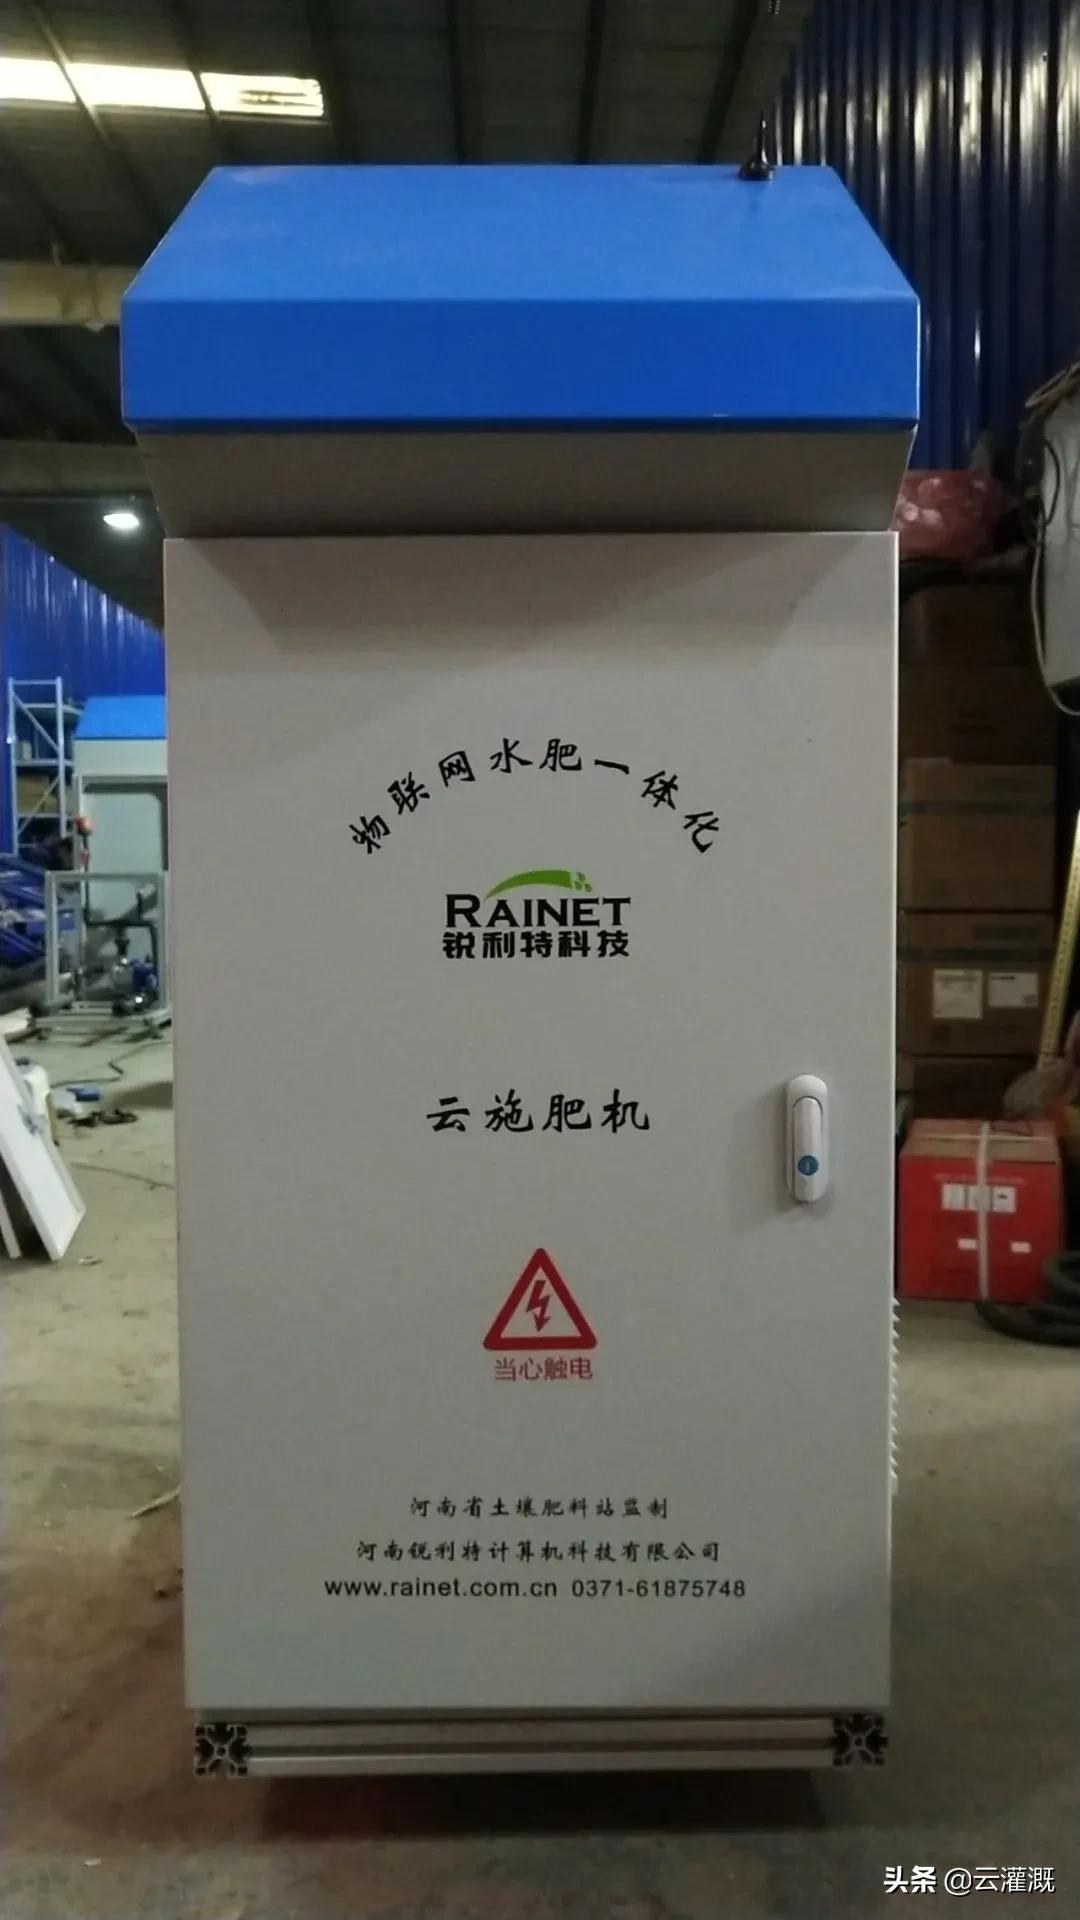 物联网水肥一体化
RAINET
锐利特科技
云施肥机
当心触电
河南省土壤肥料站监制
河南锐利特计算机科技有限公司
www.rainet.com.cn 0371-61875748
头条 @云灌溉